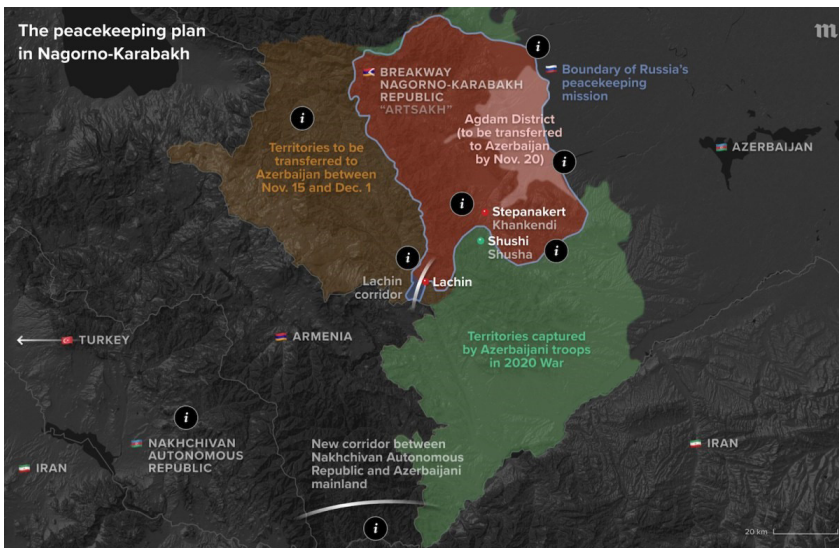 The peacekeeping plan
in Nagorno-Karabakh
m
i
BREAKWAY
NAGORNO-KARABAKH
REPUBLIC
“ARTSAKH”
Boundary of Russia's
peacekeeping
mission
i
Territories to be
transferred to
Azerbaijan between
Nov. 15 and Dec. 1
Agdam District
(to be transferred
to Azerbaijan
by Nov. 20)
i
AZERBAIJAN
i
Stepanakert
Khankendi
Shushi
Shusha
i
i
Lachin
corridor
Lachin
TURKEY
ARMENIA
Territories captured
by Azerbaijani troops
in 2020 War
i
NAKHCHIVAN
AUTONOMOUS
REPUBLIC
IRAN
New corridor between
Nakhchivan Autonomous
Republic and Azerbaijani
mainland
IRAN
i
20 km